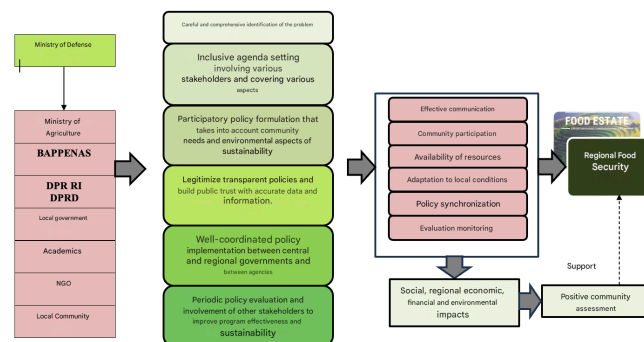 Ministry of Defense
Ministry of
Agriculture
BAPPENAS
DPR RI
DPRD
Local government
Academics
NGO
Local Community
Careful and comprehensive identification of the problem
Inclusive agenda setting
involving various
stakeholders and covering various
aspects
Participatory policy formulation that
takes into account community
needs and environmental aspects of
sustainability
Legitimize transparent policies and
build public trust with accurate data and
information.
Well-coordinated policy
implementation between central
and regional governments and
between agencies
Periodic policy evaluation and
involvement of other stakeholders to
improve program effectiveness and
sustainability
Effective communication
Community participation
Availability of resources
Adaptation to local conditions
Policy synchronization
Evaluation monitoring
Social, regional economic,
financial and environmental
impacts
FOOD ESTATE
Regional Food
Security
Support
Positive community
assessment